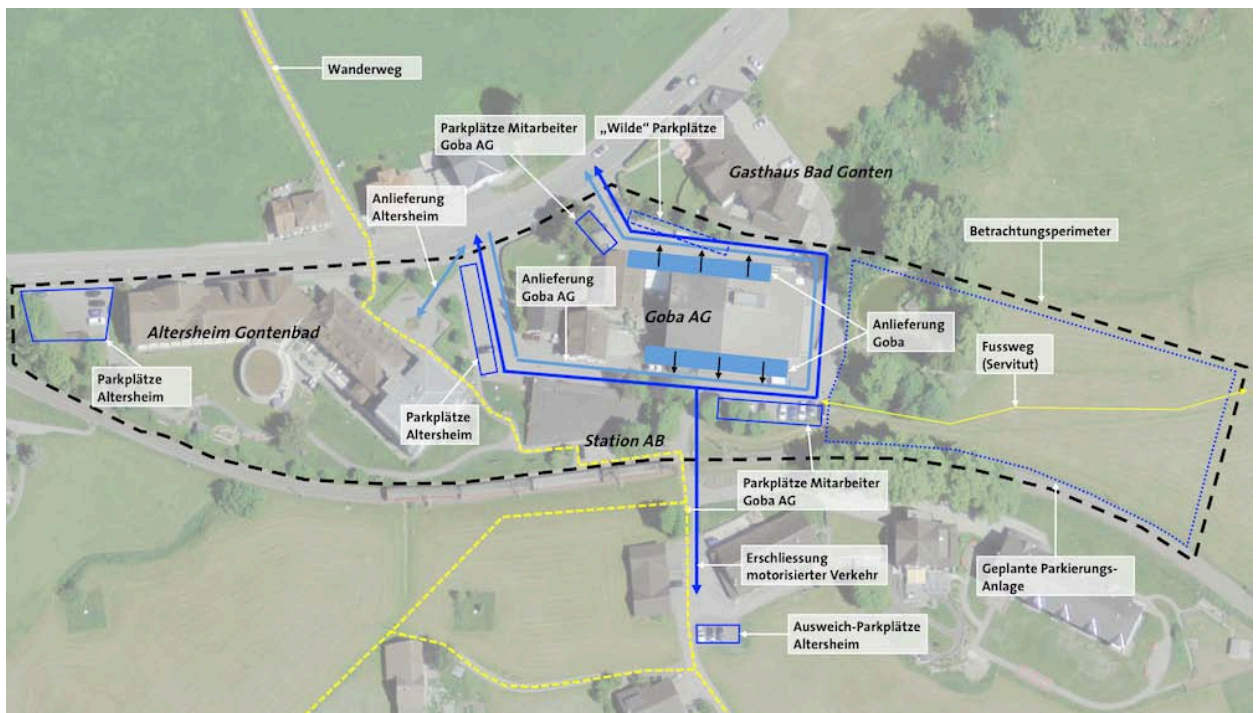 Wanderweg
Parkplätze Mitarbeiter
Goba AG
„Wilde“ Parkplätze
Gasthaus Bad Gonten
Anlieferung
Altersheim
Betrachtungsperimeter
Anlieferung
Goba AG
Goba AG
Altersheim Gontenbad
Anlieferung
Goba
Fussweg
(Servitut)
Parkplätze
Altersheim
Parkplätze
Altersheim
Station AB
Parkplätze Mitarbeiter
Goba AG
Erschliessung
motorisierter Verkehr
Geplante Parkierungs-
Anlage
Ausweich-Parkplätze
Altersheim